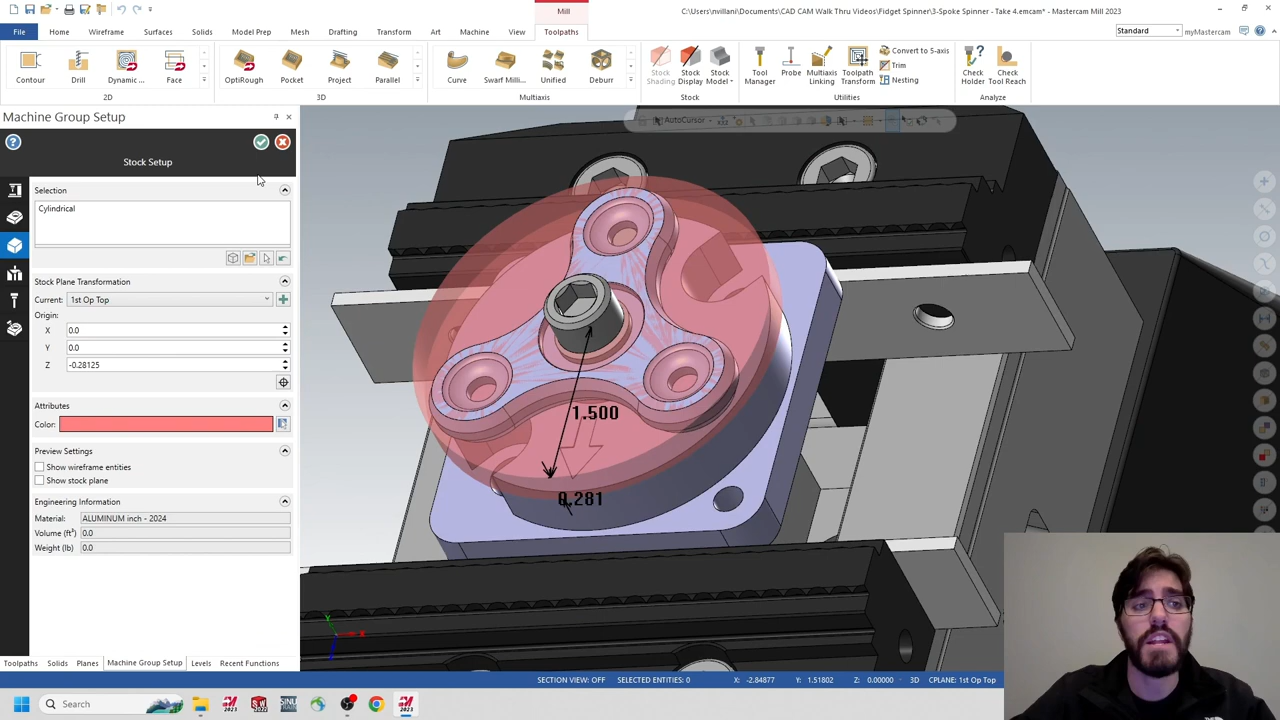 Mill
C:\Users\nvillani\Documents\CAD CAM Walk Thru Videos\Fidget Spinner\3-Spoke Spinner - Take 4.emcam* - Mastercam Mill 2023
File Home Wireframe Surfaces Solids Model Prep Mesh Drafting Transform Art Machine View Toolpaths
Standard myMastercam
Contour Drill Dynamic ... Face
2D
OptiRough Pocket Project Parallel
3D
Curve Swarf Milli... Unified Deburr
Multiaxis
Stock Shading Stock Display Stock Model
Stock
Tool Manager Probe Multiaxis Linking Toolpath Transform
Convert to 5-axis
Trim
Nesting
Utilities
Check Holder Check Tool Reach
Analyze
Machine Group Setup
AutoCursor
Stock Setup
Selection
Cylindrical
Stock Plane Transformation
Current: 1st Op Top
Origin:
X 0.0
Y 0.0
Z -0.28125
Attributes
Color:
Preview Settings
Show wireframe entities
Show stock plane
Engineering Information
Material: ALUMINUM inch - 2024
Volume (ft³) 0.0
Weight (lb) 0.0
1.500
0.281
Y
X
Toolpaths Solids Planes Machine Group Setup Levels Recent Functions
SECTION VIEW: OFF SELECTED ENTITIES: 0 X: -2.84877 Y: 1.51802 Z: 0.00000 3D CPLANE: 1st Op Top
Search